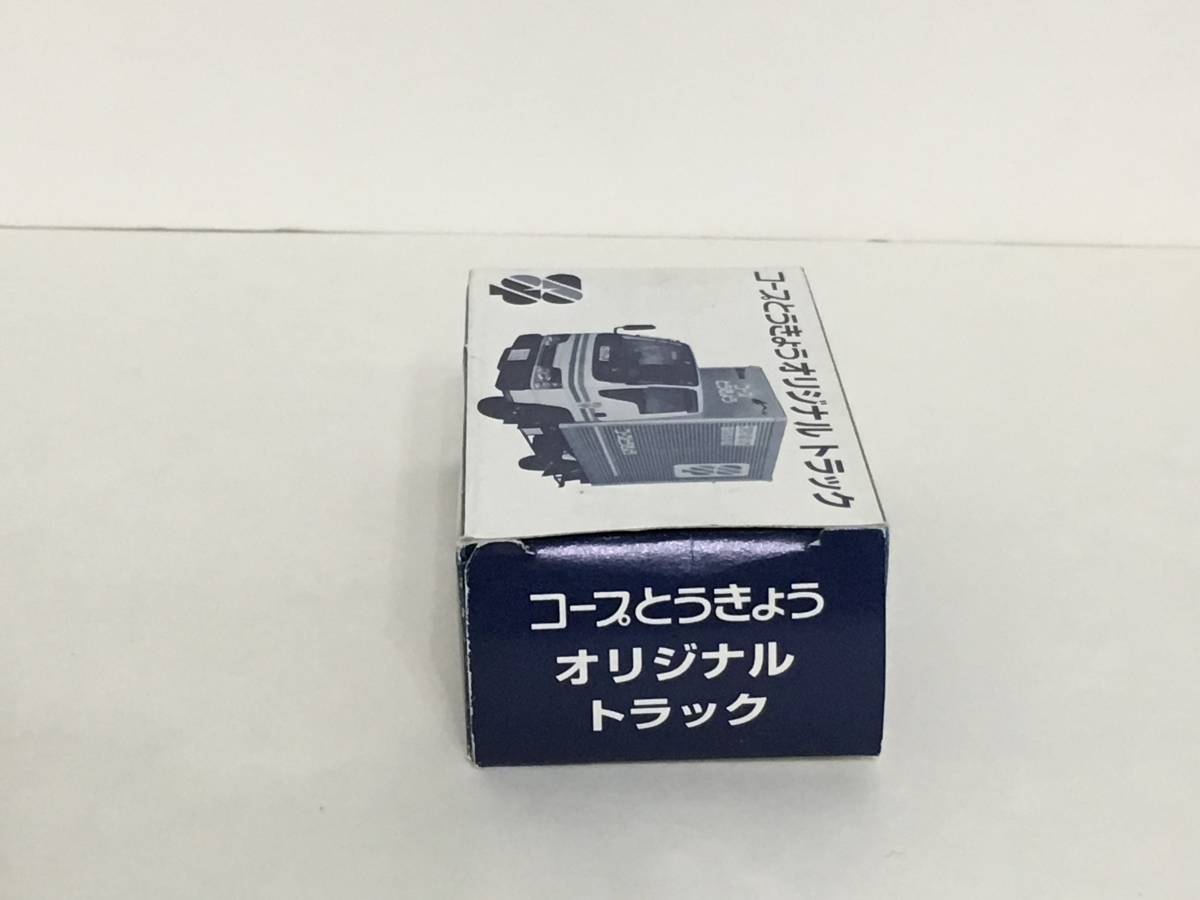 コープとうきょうオリジナルトラック
コープとうきょう
オリジナル
トラック